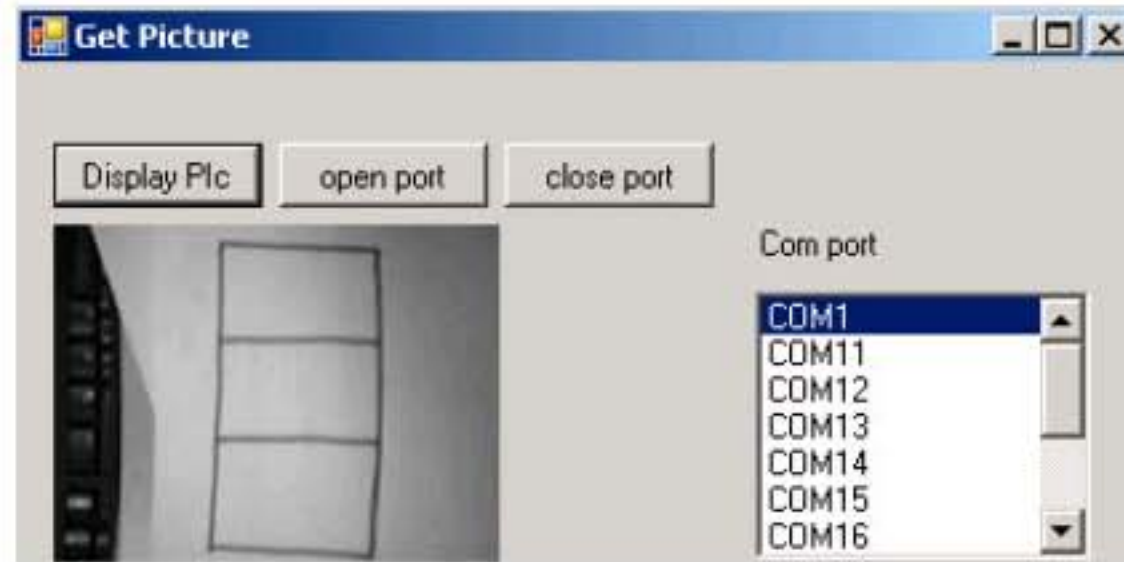 Get Picture
Display PIc
open port
close port
Com port
COM1
COM11
COM12
COM13
COM14
COM15
COM16